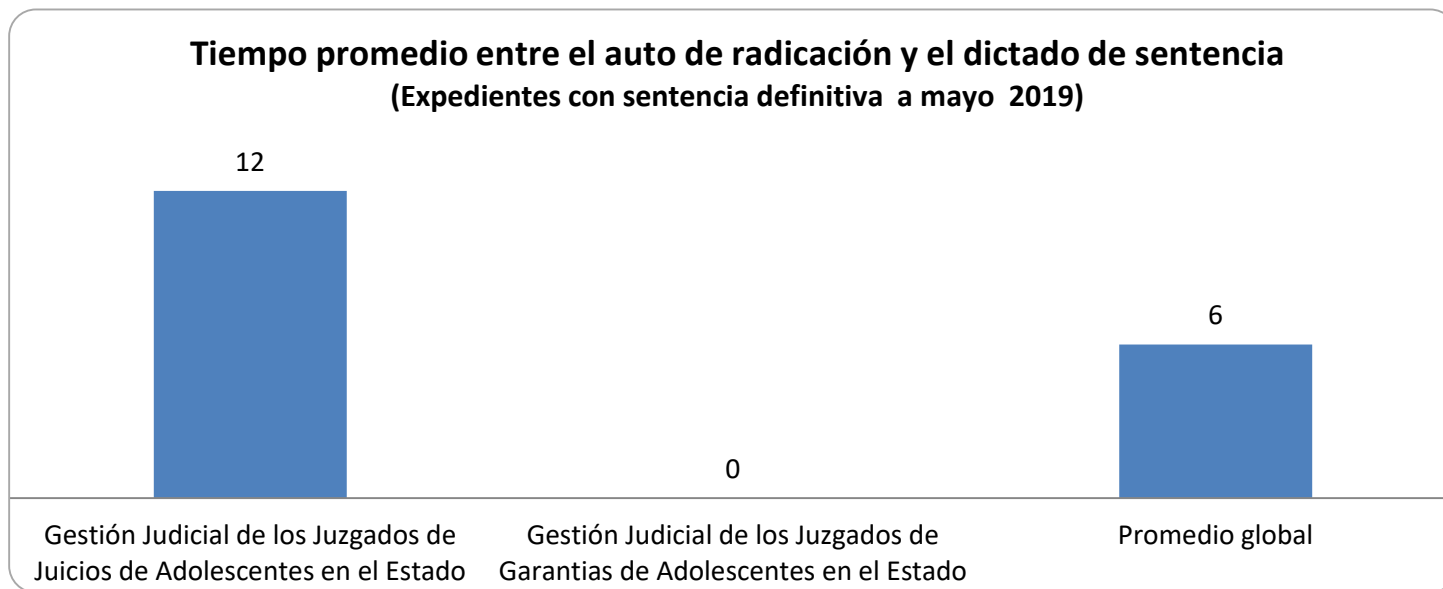 Tiempo promedio entre el auto de radicación y el dictado de sentencia
(Expedientes con sentencia definitiva  a mayo  2019)
12
0
6
Gestión Judicial de los Juzgados de
Juicios de Adolescentes en el Estado
Gestión Judicial de los Juzgados de
Garantias de Adolescentes en el Estado
Promedio global